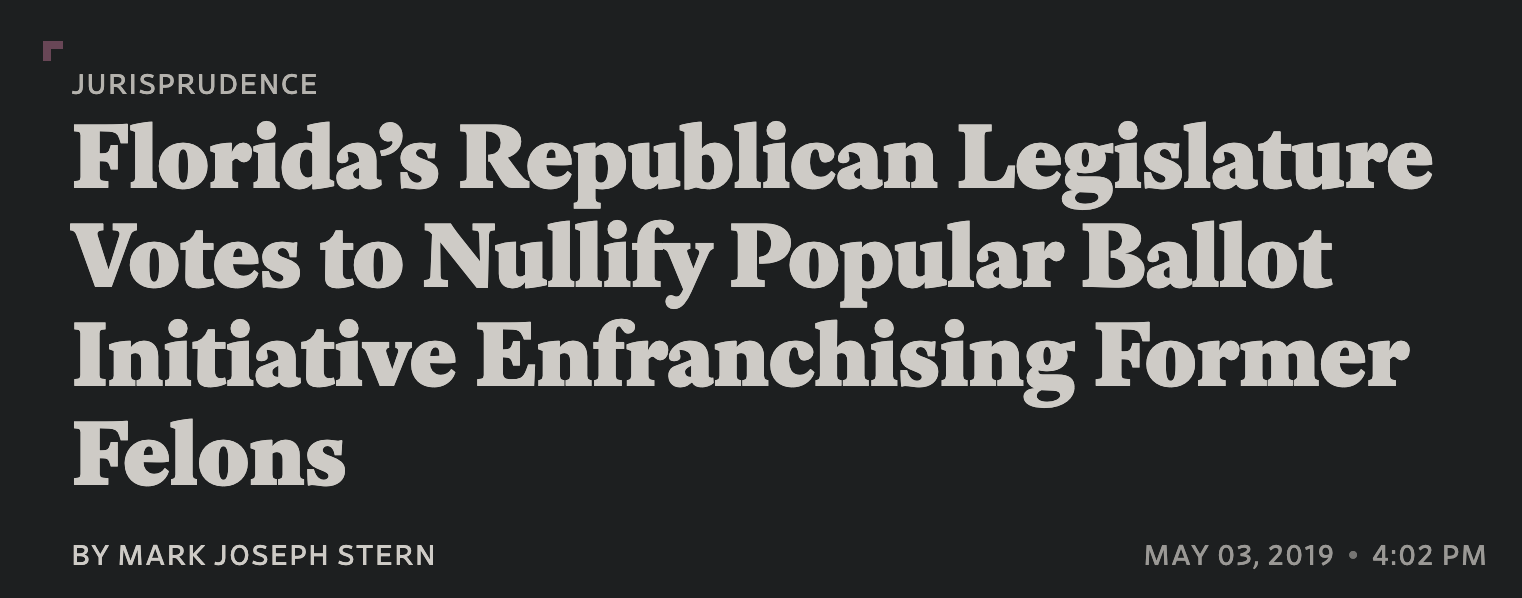 JURISPRUDENCE
Florida’s Republican Legislature
Votes to Nullify Popular Ballot
Initiative Enfranchising Former
Felons
BY MARK JOSEPH STERN
MAY 03, 2019 • 4:02 PM